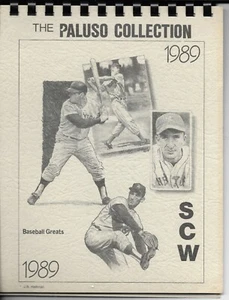 THE PALUSO COLLECTION
1989
Baseball Greats
SCW
1989